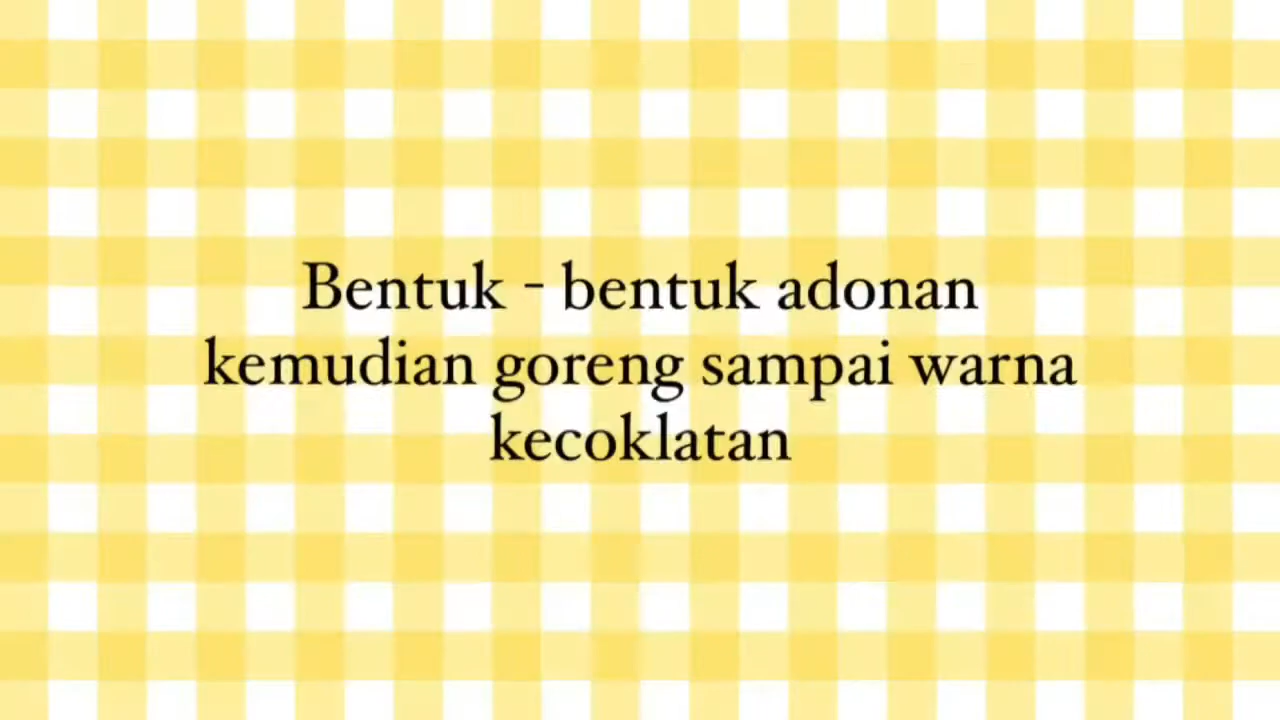 Bentuk - bentuk adonan
kemudian goreng sampai warna
kecoklatan